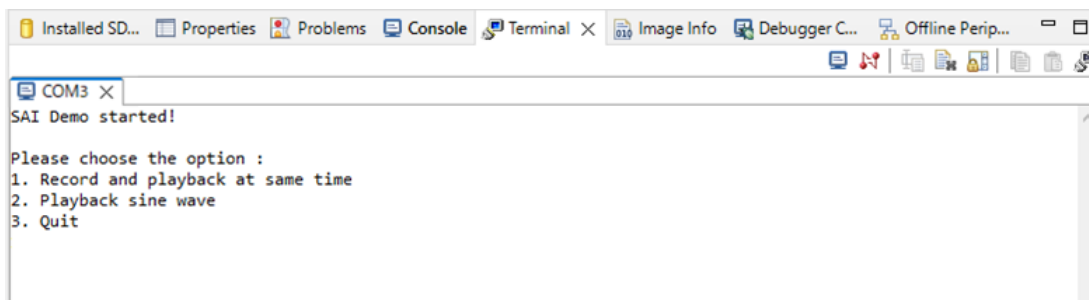 Installed SD... Properties Problems Console Terminal Image Info Debugger C... Offline Perip...
COM3
SAI Demo started!
Please choose the option :
1. Record and playback at same time
2. Playback sine wave
3. Quit